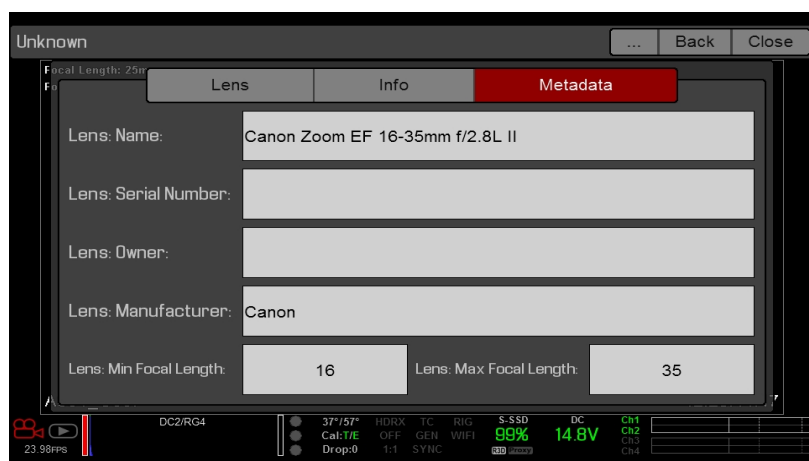 Unknown ... Back Close
Focal Length: 25m
Lens Info Metadata
Lens: Name: Canon Zoom EF 16-35mm f/2.8L II
Lens: Serial Number:
Lens: Owner:
Lens: Manufacturer: Canon
Lens: Min Focal Length: 16 Lens: Max Focal Length: 35
DC2/RG4 37°/57° HDRX TC RIG S-SSD DC Ch1
Cal:T/E OFF GEN WIFI 99% 14.8V Ch2
23.98FPS Drop:0 1:1 SYNC R3D Proxy Ch3
Ch4